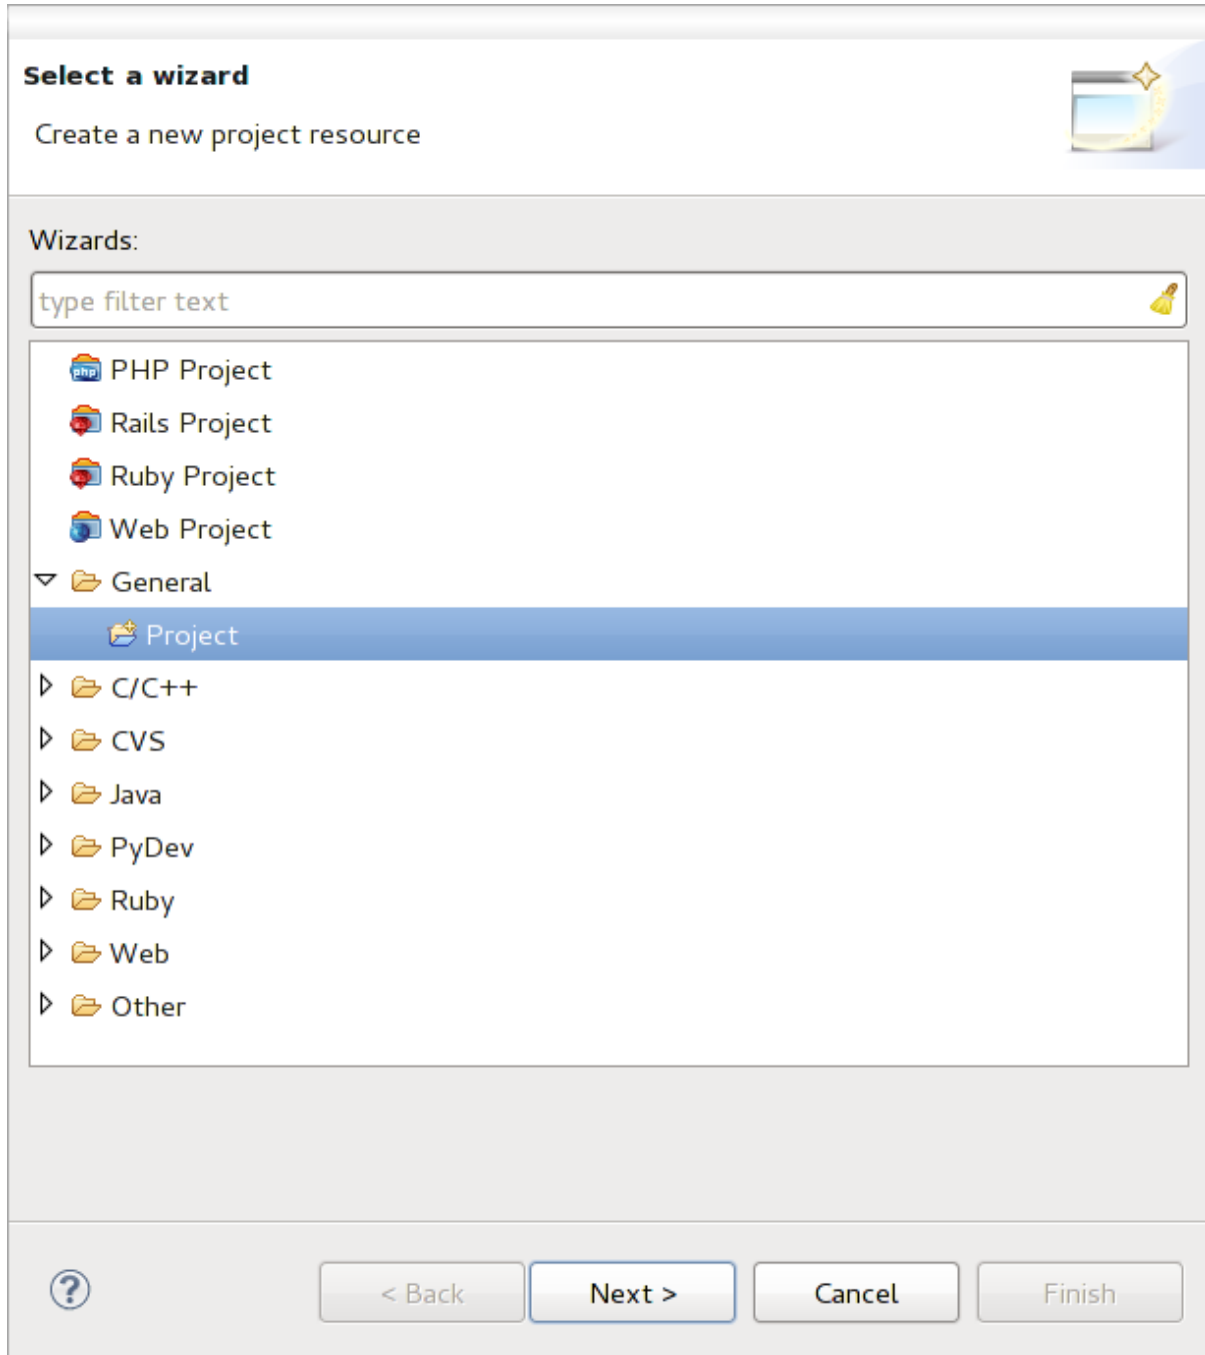 Select a wizard
Create a new project resource
Wizards:
type filter text
php PHP Project
Rails Project
Ruby Project
Web Project
General
Project
C/C++
CVS
Java
PyDev
Ruby
Web
Other
? < Back Next > Cancel Finish